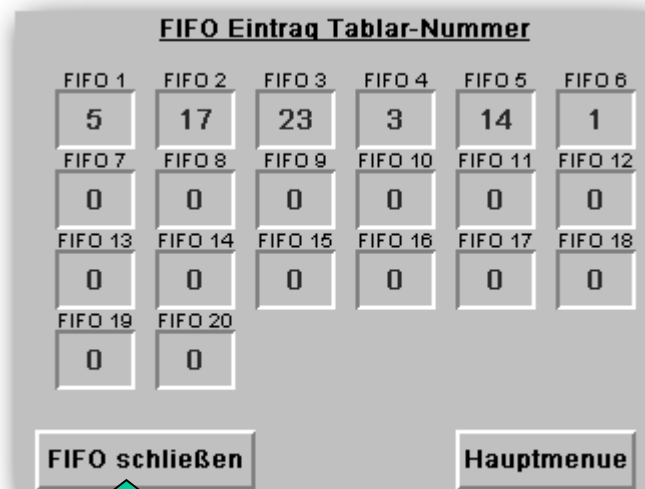 FIFO Eintrag Tablar-Nummer
FIFO 1 FIFO 2 FIFO 3 FIFO 4 FIFO 5 FIFO 6
5 17 23 3 14 1
FIFO 7 FIFO 8 FIFO 9 FIFO 10 FIFO 11 FIFO 12
0 0 0 0 0 0
FIFO 13 FIFO 14 FIFO 15 FIFO 16 FIFO 17 FIFO 18
0 0 0 0 0 0
FIFO 19 FIFO 20
0 0
FIFO schließen Hauptmenue